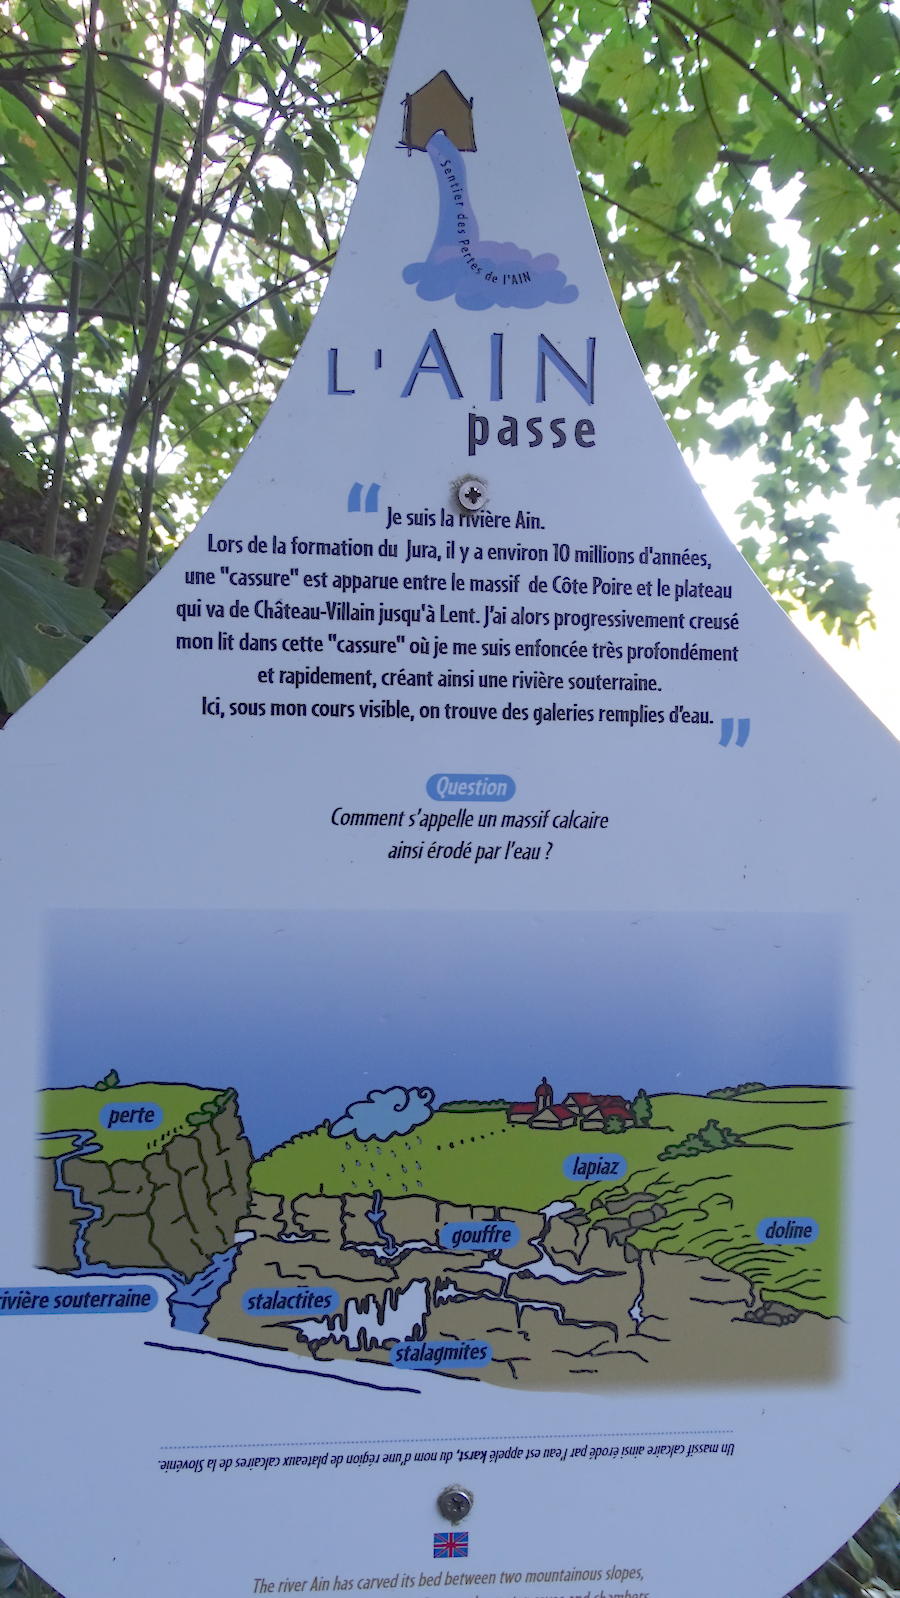 Sentier des Pertes de l'AIN
L'AIN
passe
"Je suis la rivière Ain.
Lors de la formation du Jura, il y a environ 10 millions d'années,
une "cassure" est apparue entre le massif de Côte Poire et le plateau
qui va de Château-Villain jusqu'à Lent. J'ai alors progressivement creusé
mon lit dans cette "cassure" où je me suis enfoncée très profondément
et rapidement, créant ainsi une rivière souterraine.
Ici, sous mon cours visible, on trouve des galeries remplies d'eau."
Question
Comment s'appelle un massif calcaire
ainsi érodé par l'eau ?
perte
lapiaz
gouffre
doline
rivière souterraine
stalactites
stalagmites
Un massif calcaire ainsi érodé par l'eau est appelé karst, du nom d'une région de plateaux calcaires de la Slovénie.
The river Ain has carved its bed between two mountainous slopes,
and chambers